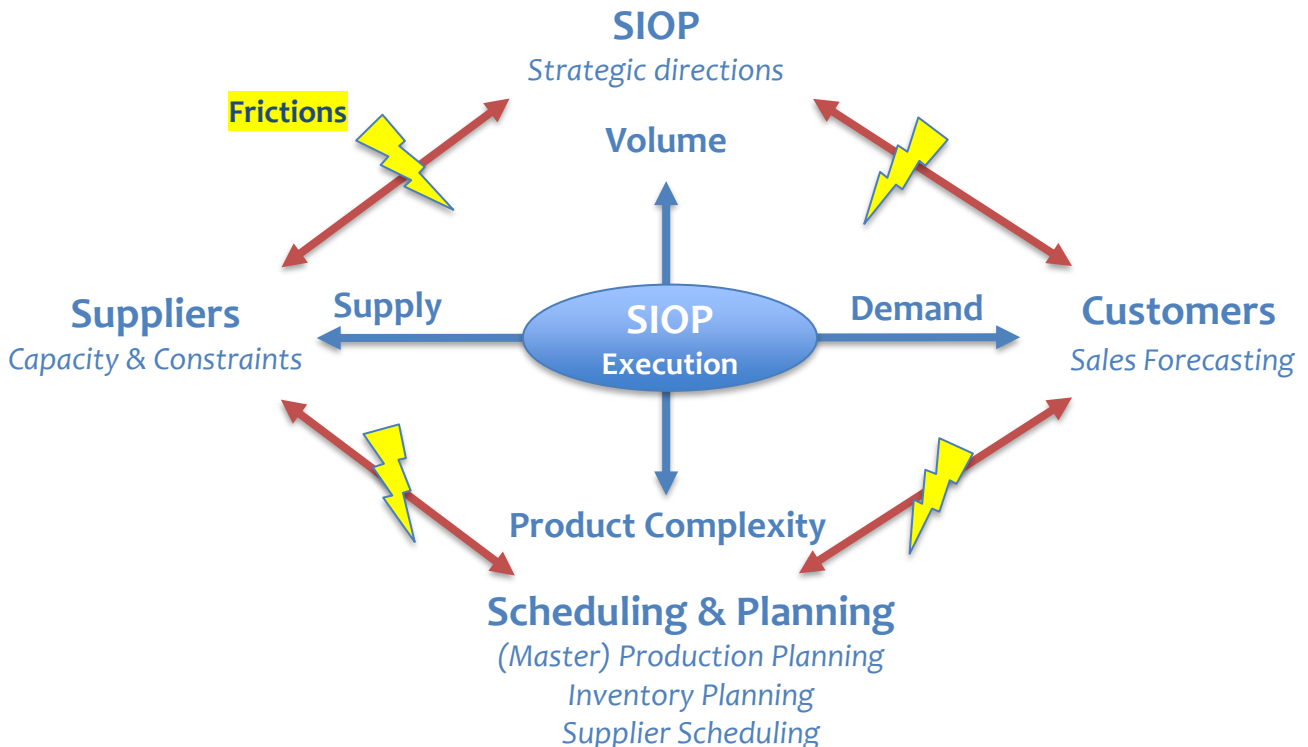 SIOP
Strategic directions
Frictions
Volume
Suppliers
Capacity & Constraints
Supply
SIOP
Execution
Demand
Customers
Sales Forecasting
Product Complexity
Scheduling & Planning
(Master) Production Planning
Inventory Planning
Supplier Scheduling